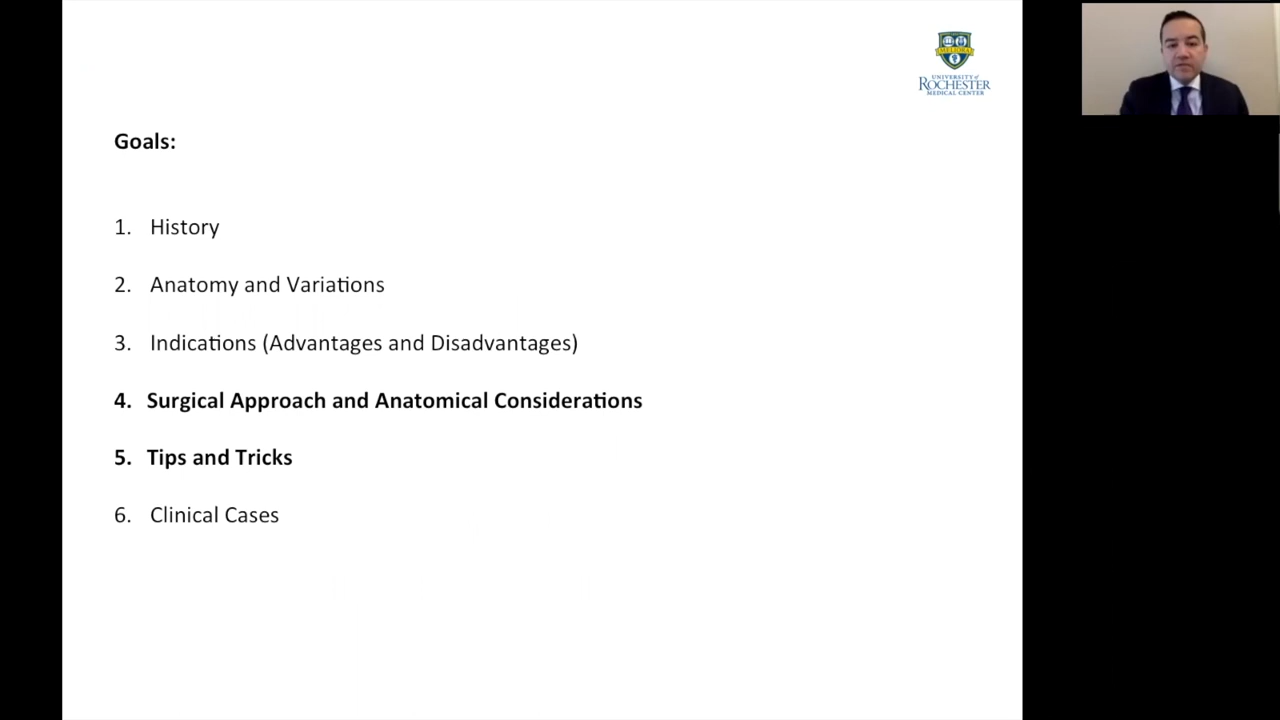 MELIORA
UNIVERSITY of
ROCHESTER
MEDICAL CENTER
Goals:
1. History
2. Anatomy and Variations
3. Indications (Advantages and Disadvantages)
4. Surgical Approach and Anatomical Considerations
5. Tips and Tricks
6. Clinical Cases